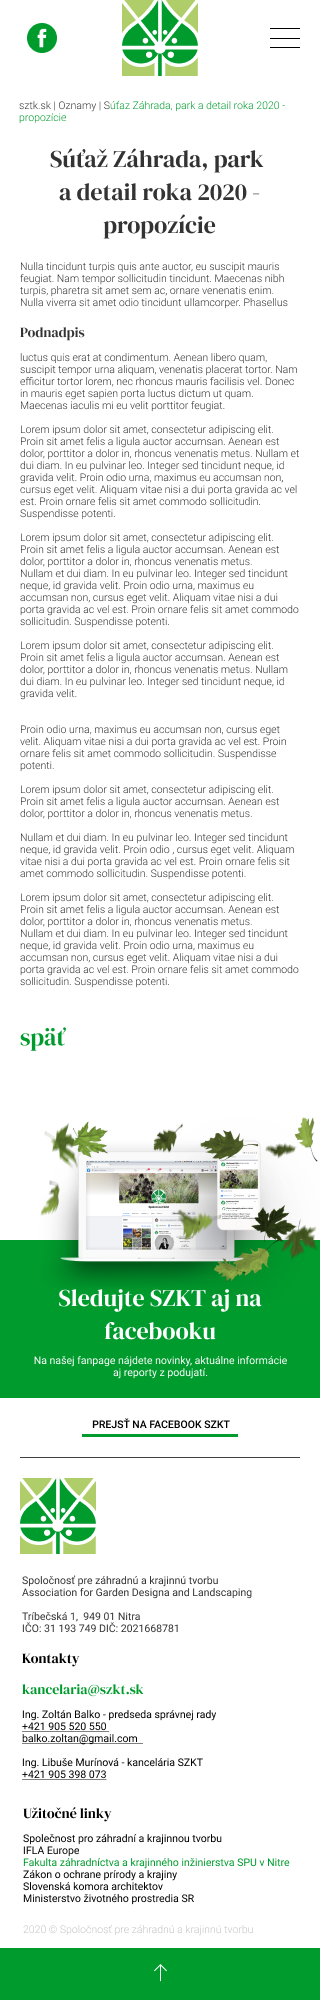 sztk.sk | Oznamy | Súťaz Záhrada, park a detail roka 2020 -
propozície
Súťaž Záhrada, park
a detail roka 2020 -
propozície
Nulla tincidunt turpis quis ante auctor, eu suscipit mauris
feugiat. Nam tempor sollicitudin tincidunt. Maecenas nibh
turpis, pharetra sit amet sem ac, ornare venenatis enim.
Nulla viverra sit amet odio tincidunt ullamcorper. Phasellus
Podnadpis
luctus quis erat at condimentum. Aenean libero quam,
suscipit tempor urna aliquam, venenatis placerat tortor. Nam
efficitur tortor lorem, nec rhoncus mauris facilisis vel. Donec
in mauris eget sapien porta luctus dictum ut quam.
Maecenas iaculis mi eu velit porttitor feugiat.
Lorem ipsum dolor sit amet, consectetur adipiscing elit.
Proin sit amet felis a ligula auctor accumsan. Aenean est
dolor, porttitor a dolor in, rhoncus venenatis metus. Nullam et
dui diam. In eu pulvinar leo. Integer sed tincidunt neque, id
gravida velit. Proin odio urna, maximus eu accumsan non,
cursus eget velit. Aliquam vitae nisi a dui porta gravida ac vel
est. Proin ornare felis sit amet commodo sollicitudin.
Suspendisse potenti.
Lorem ipsum dolor sit amet, consectetur adipiscing elit.
Proin sit amet felis a ligula auctor accumsan. Aenean est
dolor, porttitor a dolor in, rhoncus venenatis metus.
Nullam et dui diam. In eu pulvinar leo. Integer sed tincidunt
neque, id gravida velit. Proin odio urna, maximus eu
accumsan non, cursus eget velit. Aliquam vitae nisi a dui
porta gravida ac vel est. Proin ornare felis sit amet commodo
sollicitudin. Suspendisse potenti.
Lorem ipsum dolor sit amet, consectetur adipiscing elit.
Proin sit amet felis a ligula auctor accumsan. Aenean est
dolor, porttitor a dolor in, rhoncus venenatis metus. Nullam
dui diam. In eu pulvinar leo. Integer sed tincidunt neque, id
gravida velit.
Proin odio urna, maximus eu accumsan non, cursus eget
velit. Aliquam vitae nisi a dui porta gravida ac vel est. Proin
ornare felis sit amet commodo sollicitudin. Suspendisse
potenti.
Lorem ipsum dolor sit amet, consectetur adipiscing elit.
Proin sit amet felis a ligula auctor accumsan. Aenean est
dolor, porttitor a dolor in, rhoncus venenatis metus.
Nullam et dui diam. In eu pulvinar leo. Integer sed tincidunt
neque, id gravida velit. Proin odio , cursus eget velit. Aliquam
vitae nisi a dui porta gravida ac vel est. Proin ornare felis sit
amet commodo sollicitudin. Suspendisse potenti.
Lorem ipsum dolor sit amet, consectetur adipiscing elit.
Proin sit amet felis a ligula auctor accumsan. Aenean est
dolor, porttitor a dolor in, rhoncus venenatis metus.
Nullam et dui diam. In eu pulvinar leo. Integer sed tincidunt
neque, id gravida velit. Proin odio urna, maximus eu
accumsan non, cursus eget velit. Aliquam vitae nisi a dui
porta gravida ac vel est. Proin ornare felis sit amet commodo
sollicitudin. Suspendisse potenti.
späť
Sledujte SZKT aj na
facebooku
Na našej fanpage nájdete novinky, aktuálne informácie
aj reporty z podujatí.
PREJSŤ NA FACEBOOK SZKT
Spoločnosť pre záhradnú a krajinnú tvorbu
Association for Garden Designa and Landscaping
Tríbečská 1,  949 01 Nitra
IČO: 31 193 749 DIČ: 2021668781
Kontakty
kancelaria@szkt.sk
Ing. Zoltán Balko - predseda správnej rady
+421 905 520 550
balko.zoltan@gmail.com
Ing. Libuše Murínová - kancelária SZKT
+421 905 398 073
Užitočné linky
Společnost pro záhradní a krajinnou tvorbu
IFLA Europe
Fakulta záhradníctva a krajinného inžinierstva SPU v Nitre
Zákon o ochrane prírody a krajiny
Slovenská komora architektov
Ministerstvo životného prostredia SR
2020 © Spoločnosť pre záhradnú a krajinnú tvorbu